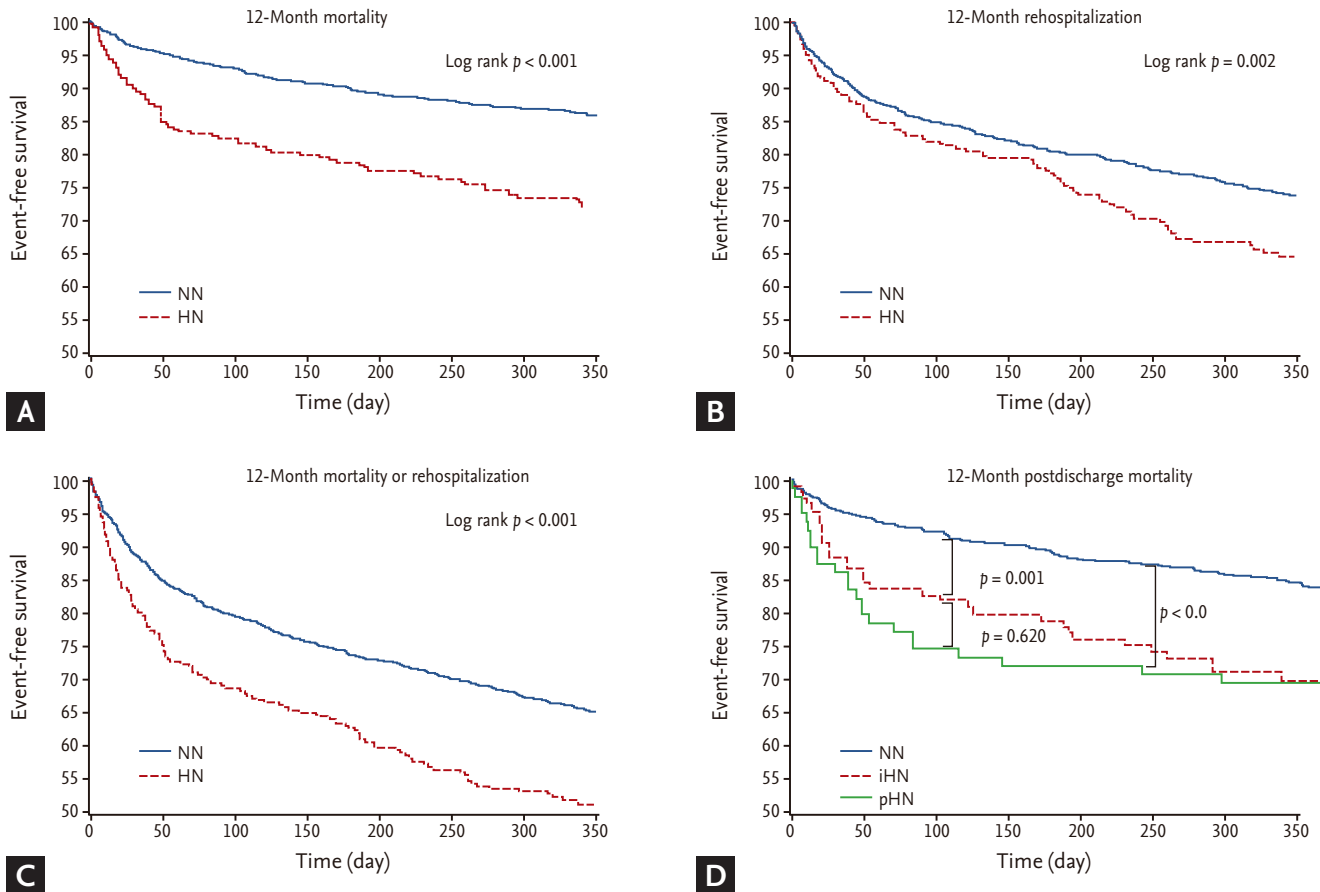 12-Month mortality
Log rank p < 0.001
Event-free survival
100
95
90
85
80
75
70
65
60
55
50
NN
HN
0 50 100 150 200 250 300 350
Time (day)
A
12-Month rehospitalization
Log rank p = 0.002
Event-free survival
100
95
90
85
80
75
70
65
60
55
50
NN
HN
0 50 100 150 200 250 300 350
Time (day)
B
12-Month mortality or rehospitalization
Log rank p < 0.001
Event-free survival
100
95
90
85
80
75
70
65
60
55
50
NN
HN
0 50 100 150 200 250 300 350
Time (day)
C
12-Month postdischarge mortality
Event-free survival
100
95
90
85
80
75
70
65
60
55
50
p = 0.001
p < 0.0
p = 0.620
NN
iHN
pHN
0 50 100 150 200 250 300 350
Time (day)
D